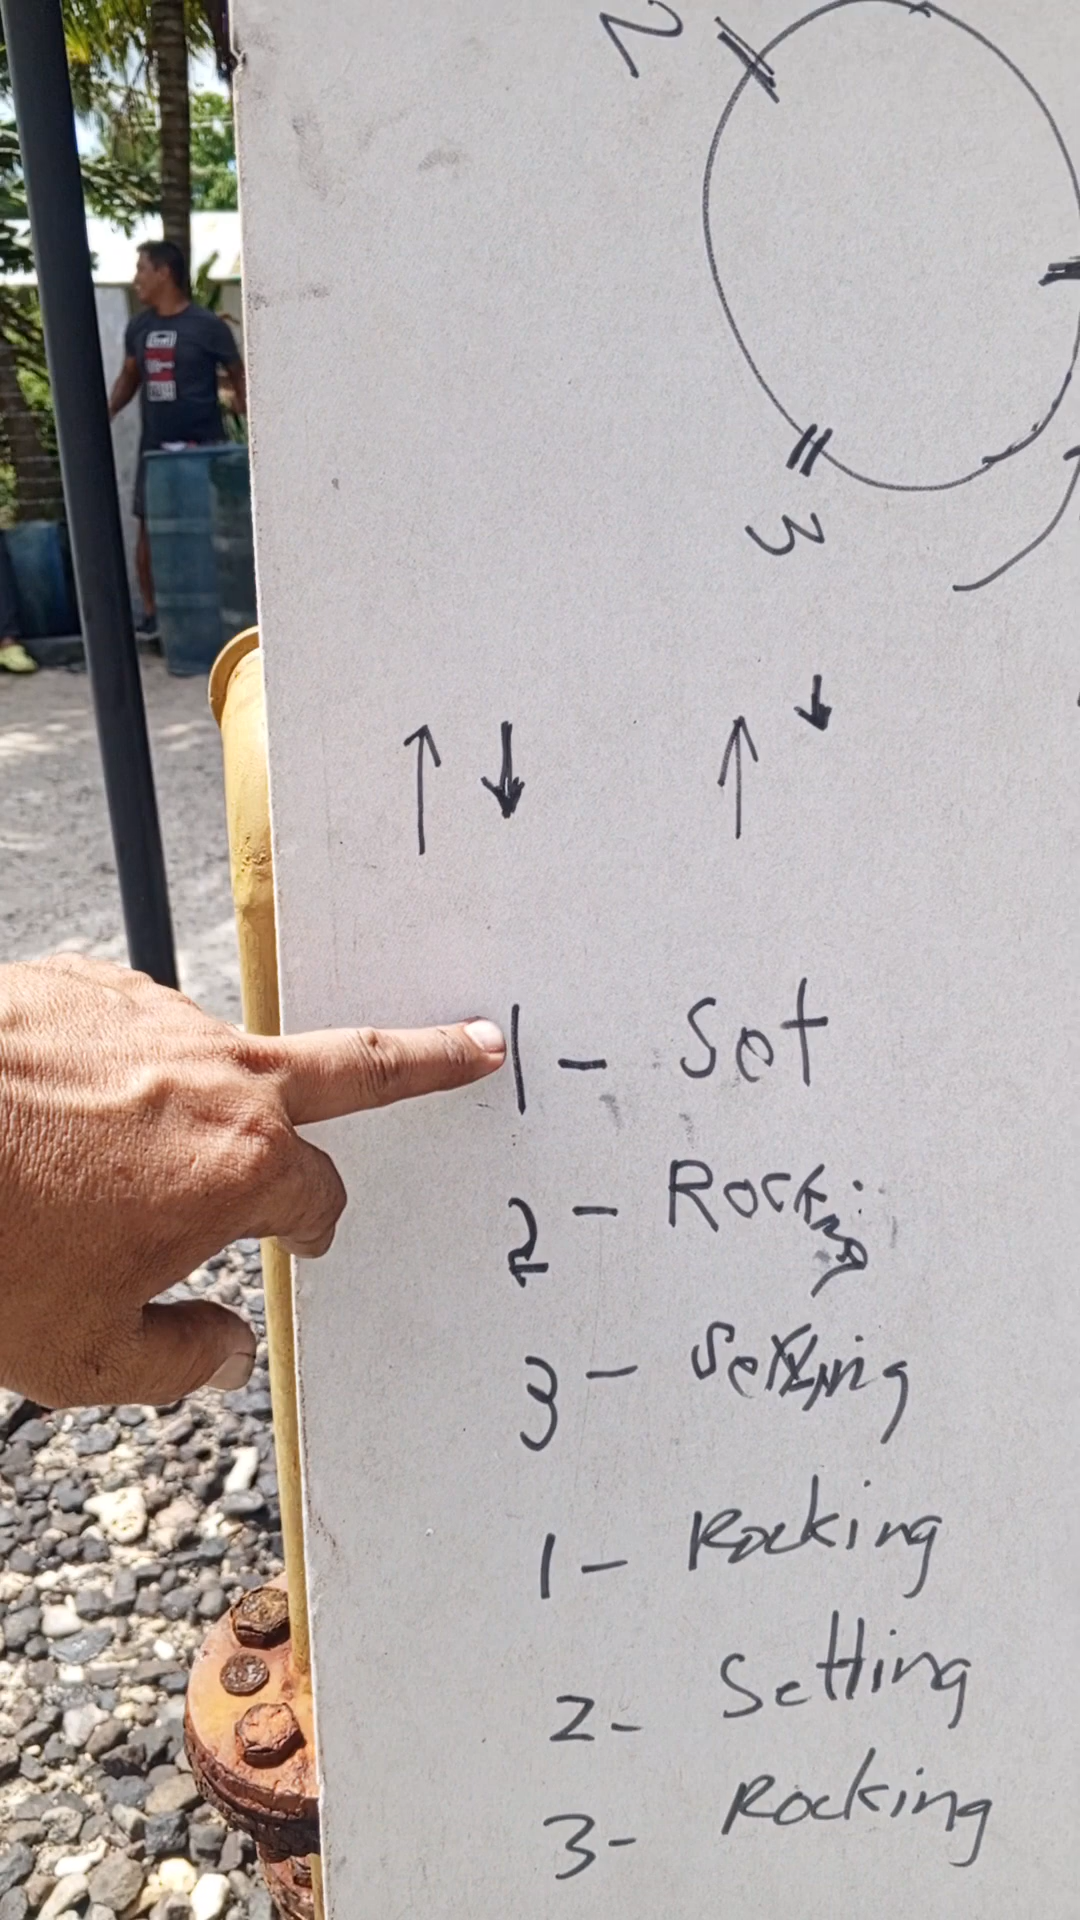 2
3
1 - Set
2 - Rocking
3 - Setting
1 - Rocking
2 - Setting
3 - Rocking